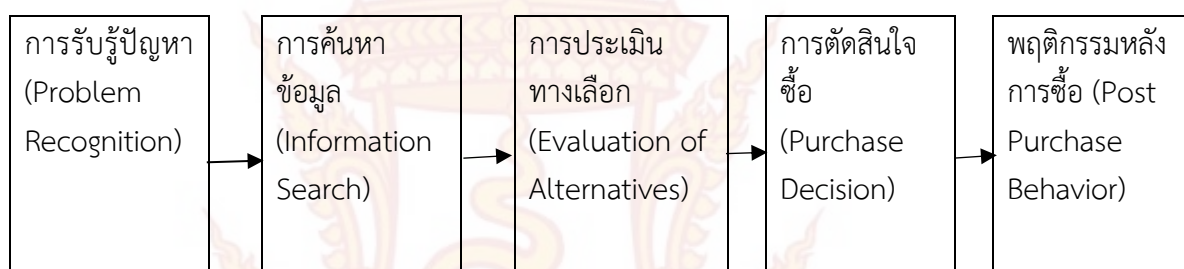 การรับรู้ปัญหา
(Problem
Recognition)
การค้นหา
ข้อมูล
(Information
Search)
การประเมิน
ทางเลือก
(Evaluation of
Alternatives)
การตัดสินใจ
ซื้อ
(Purchase
Decision)
พฤติกรรมหลัง
การซื้อ (Post
Purchase
Behavior)